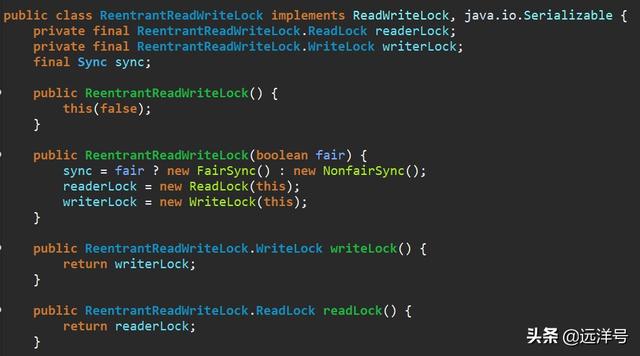 public class ReentrantReadWriteLock implements ReadWriteLock, java.io.Serializable {
    private final ReentrantReadWriteLock.ReadLock readerLock;
    private final ReentrantReadWriteLock.WriteLock writerLock;
    final Sync sync;

    public ReentrantReadWriteLock() {
        this(false);
    }

    public ReentrantReadWriteLock(boolean fair) {
        sync = fair ? new FairSync() : new NonfairSync();
        readerLock = new ReadLock(this);
        writerLock = new WriteLock(this);
    }

    public ReentrantReadWriteLock.WriteLock writeLock() {
        return writerLock;
    }

    public ReentrantReadWriteLock.ReadLock readLock() {
        return readerLock;
    }
头条 @远洋号